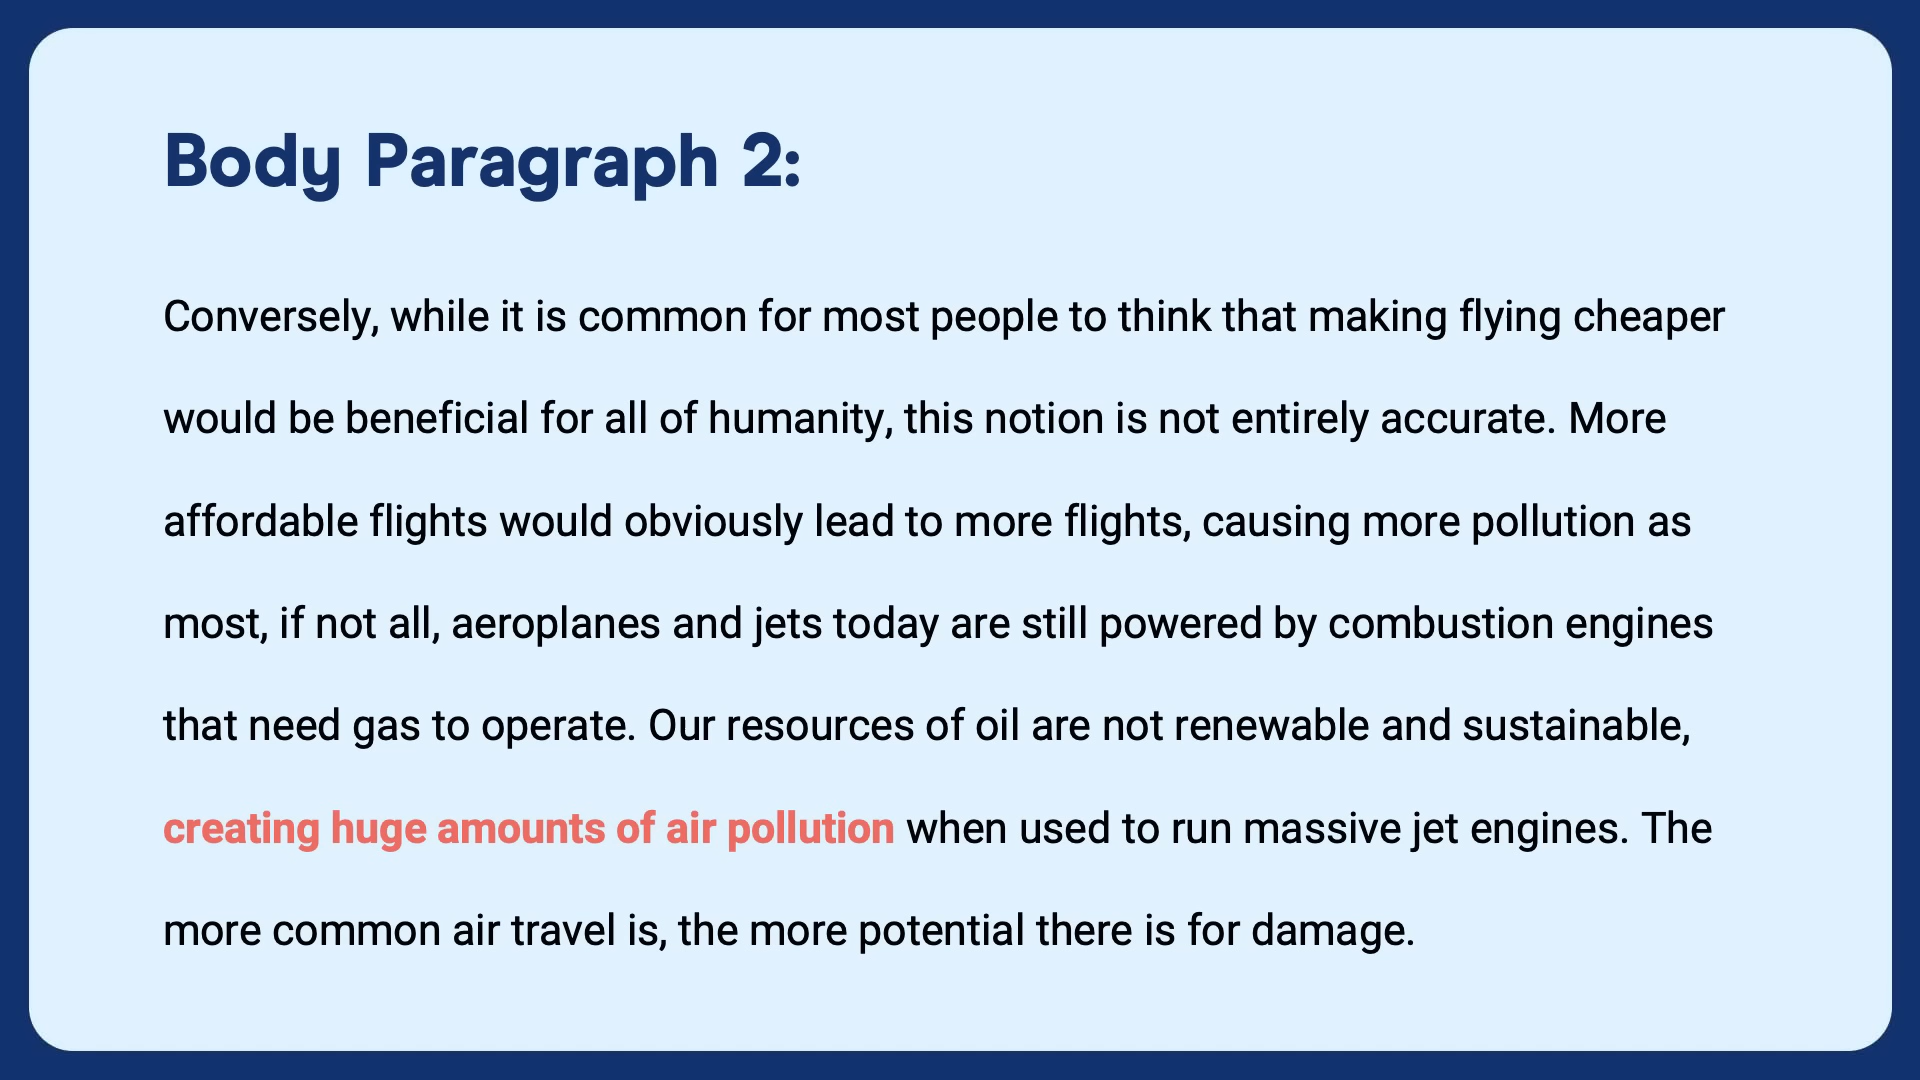 Body Paragraph 2:
Conversely, while it is common for most people to think that making flying cheaper
would be beneficial for all of humanity, this notion is not entirely accurate. More
affordable flights would obviously lead to more flights, causing more pollution as
most, if not all, aeroplanes and jets today are still powered by combustion engines
that need gas to operate. Our resources of oil are not renewable and sustainable,
creating huge amounts of air pollution when used to run massive jet engines. The
more common air travel is, the more potential there is for damage.